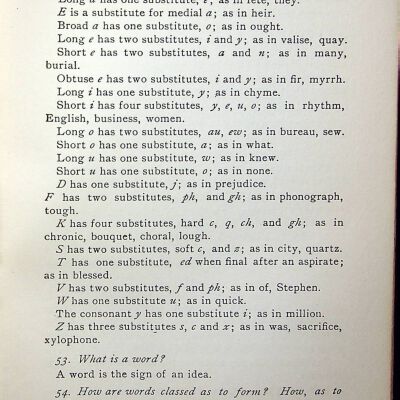 Long a has one substitute, e; as in fete, they.
E is a substitute for medial a; as in heir.
Broad a has one substitute, o; as in ought.
Long e has two substitutes, i and y; as in valise, quay.
Short e has two substitutes, a and n; as in many,
burial.
Obtuse e has two substitutes, i and y; as in fir, myrrh.
Long i has one substitute, y; as in chyme.
Short i has four substitutes, y, e, u, o; as in rhythm,
English, business, women.
Long o has two substitutes, au, ew; as in bureau, sew.
Short o has one substitute, a; as in what.
Long u has one substitute, w; as in knew.
Short u has one substitute, o; as in none.
D has one substitute, j; as in prejudice.
F has two substitutes, ph, and gh; as in phonograph,
tough.
K has four substitutes, hard c, q, ch, and gh; as in
chronic, bouquet, choral, lough.
S has two substitutes, soft c, and z; as in city, quartz.
T has one substitute, ed when final after an aspirate;
as in blessed.
V has two substitutes, f and ph; as in of, Stephen.
W has one substitute u; as in quick.
The consonant y has one substitute i; as in million.
Z has three substitutes s, c and x; as in was, sacrifice,
xylophone.
53. What is a word?
A word is the sign of an idea.
54. How are words classed as to form? How, as to